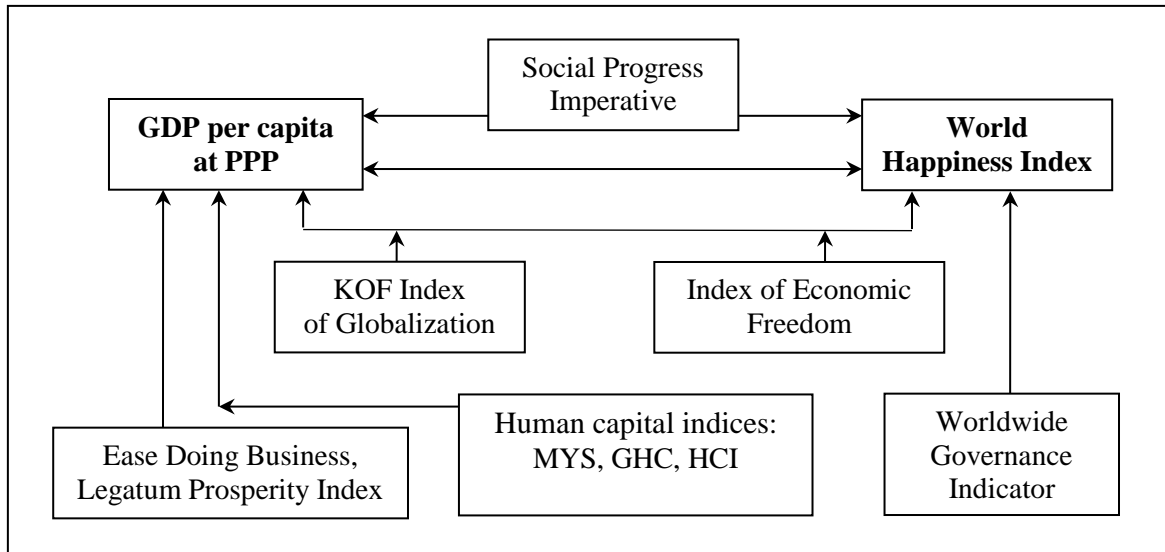 Social Progress
Imperative
GDP per capita
at PPP
World
Happiness Index
KOF Index
of Globalization
Index of Economic
Freedom
Ease Doing Business,
Legatum Prosperity Index
Human capital indices:
MYS, GHC, HCI
Worldwide
Governance
Indicator